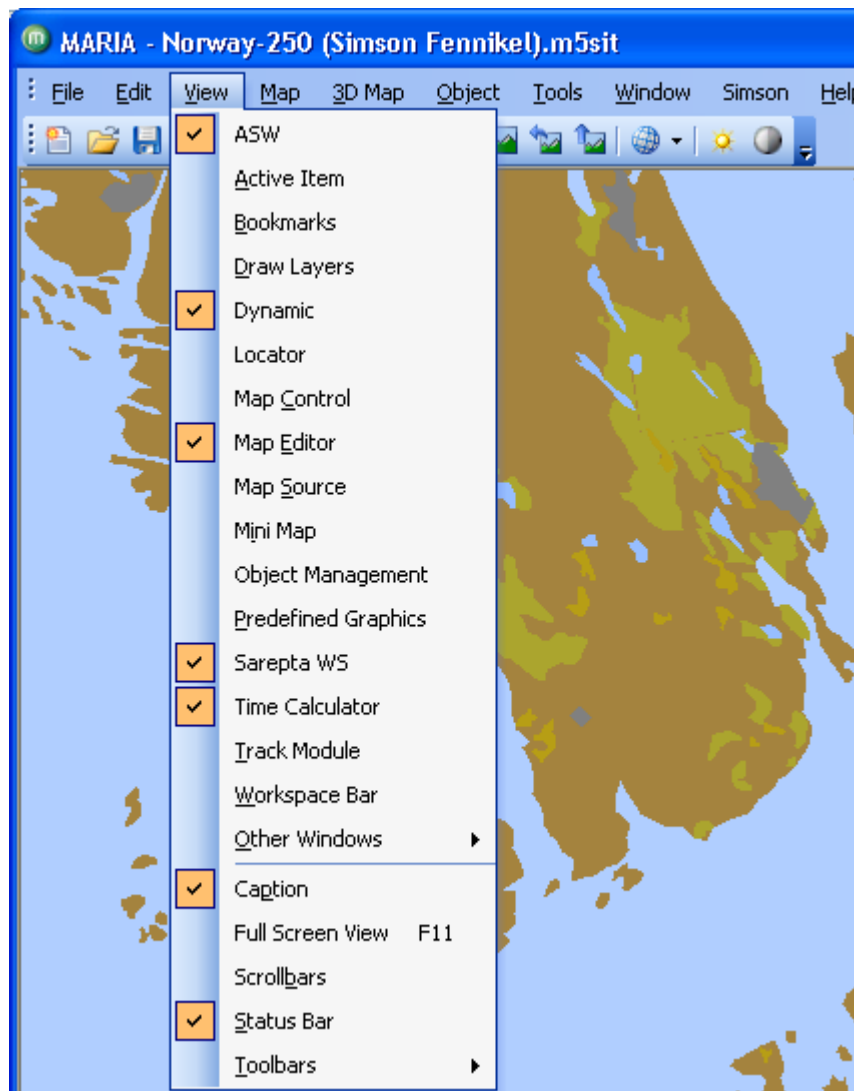 MARIA - Norway-250 (Simson Fennikel).m5sit
File Edit View Map 3D Map Object Tools Window Simson Help
ASW
Active Item
Bookmarks
Draw Layers
Dynamic
Locator
Map Control
Map Editor
Map Source
Mini Map
Object Management
Predefined Graphics
Sarepta WS
Time Calculator
Track Module
Workspace Bar
Other Windows
Caption
Full Screen View F11
Scrollbars
Status Bar
Toolbars